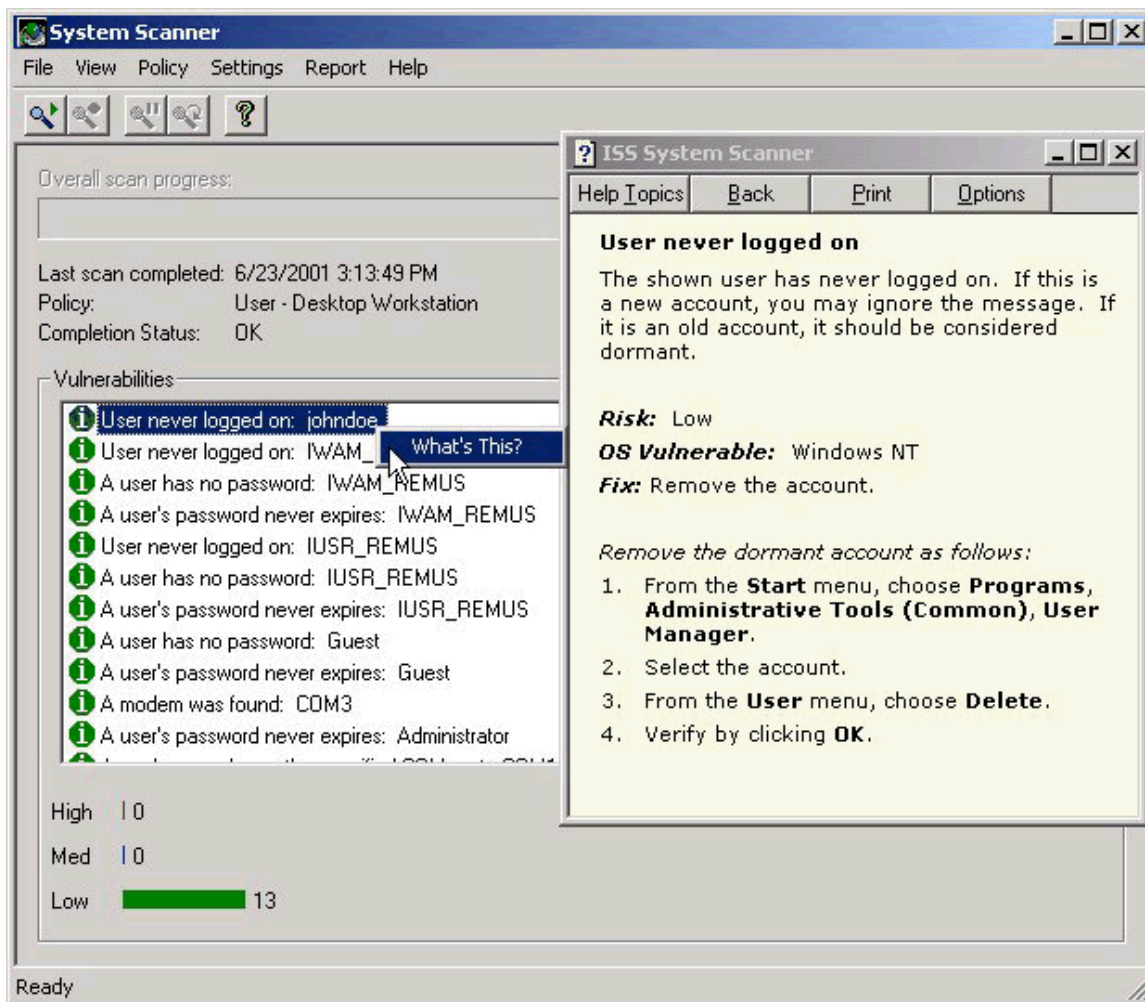 System Scanner
File View Policy Settings Report Help
Overall scan progress:
Last scan completed: 6/23/2001 3:13:49 PM
Policy: User - Desktop Workstation
Completion Status: OK
Vulnerabilities
User never logged on: johndoe
What's This?
User never logged on: IWAM_
A user has no password: IWAM_REMUS
A user's password never expires: IWAM_REMUS
User never logged on: IUSR_REMUS
A user has no password: IUSR_REMUS
A user's password never expires: IUSR_REMUS
A user has no password: Guest
A user's password never expires: Guest
A modem was found: COM3
A user's password never expires: Administrator
High 0
Med 0
Low 13
Ready
ISS System Scanner
Help Topics Back Print Options
User never logged on
The shown user has never logged on. If this is
a new account, you may ignore the message. If
it is an old account, it should be considered
dormant.
Risk: Low
OS Vulnerable: Windows NT
Fix: Remove the account.
Remove the dormant account as follows:
1. From the Start menu, choose Programs,
Administrative Tools (Common), User
Manager.
2. Select the account.
3. From the User menu, choose Delete.
4. Verify by clicking OK.